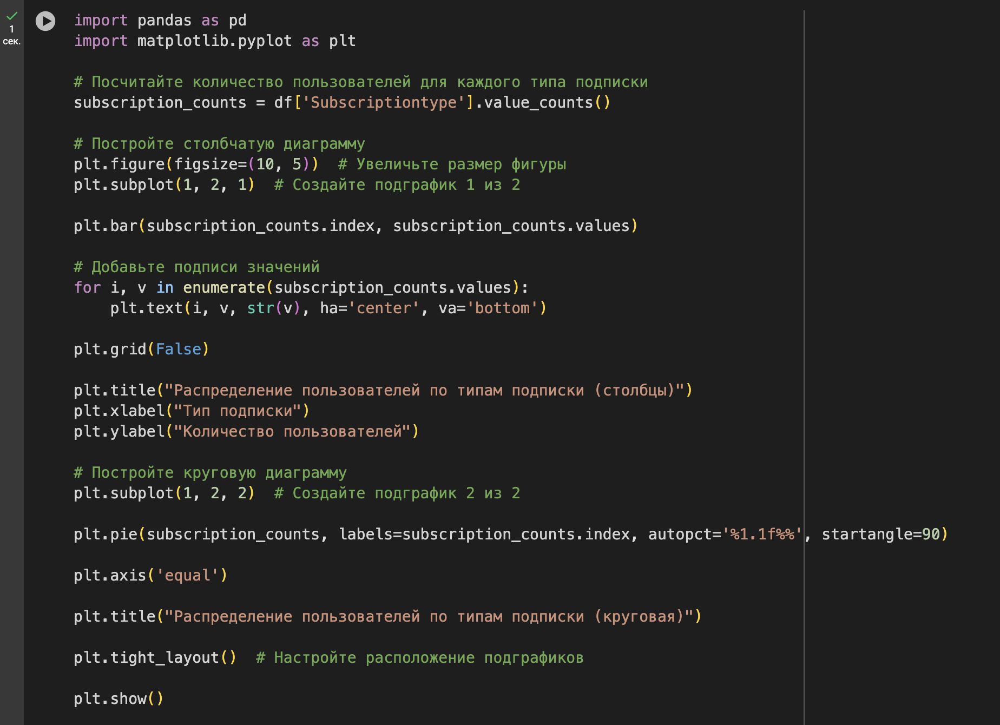 1
сек.
import pandas as pd
import matplotlib.pyplot as plt
# Посчитайте количество пользователей для каждого типа подписки
subscription_counts = df['Subscriptiontype'].value_counts()
# Постройте столбчатую диаграмму
plt.figure(figsize=(10, 5))  # Увеличьте размер фигуры
plt.subplot(1, 2, 1)  # Создайте подграфик 1 из 2
plt.bar(subscription_counts.index, subscription_counts.values)
# Добавьте подписи значений
for i, v in enumerate(subscription_counts.values):
    plt.text(i, v, str(v), ha='center', va='bottom')
plt.grid(False)
plt.title("Распределение пользователей по типам подписки (столбцы)")
plt.xlabel("Тип подписки")
plt.ylabel("Количество пользователей")
# Постройте круговую диаграмму
plt.subplot(1, 2, 2)  # Создайте подграфик 2 из 2
plt.pie(subscription_counts, labels=subscription_counts.index, autopct='%1.1f%%', startangle=90)
plt.axis('equal')
plt.title("Распределение пользователей по типам подписки (круговая)")
plt.tight_layout()  # Настройте расположение подграфиков
plt.show()